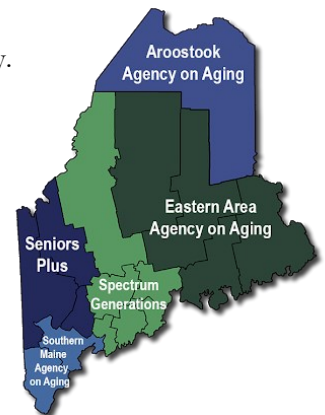 y.
Aroostook
Agency on Aging
Eastern Area
Agency on Aging
Seniors
Plus
Spectrum
Generations
Southern
Maine
Agency
on Aging